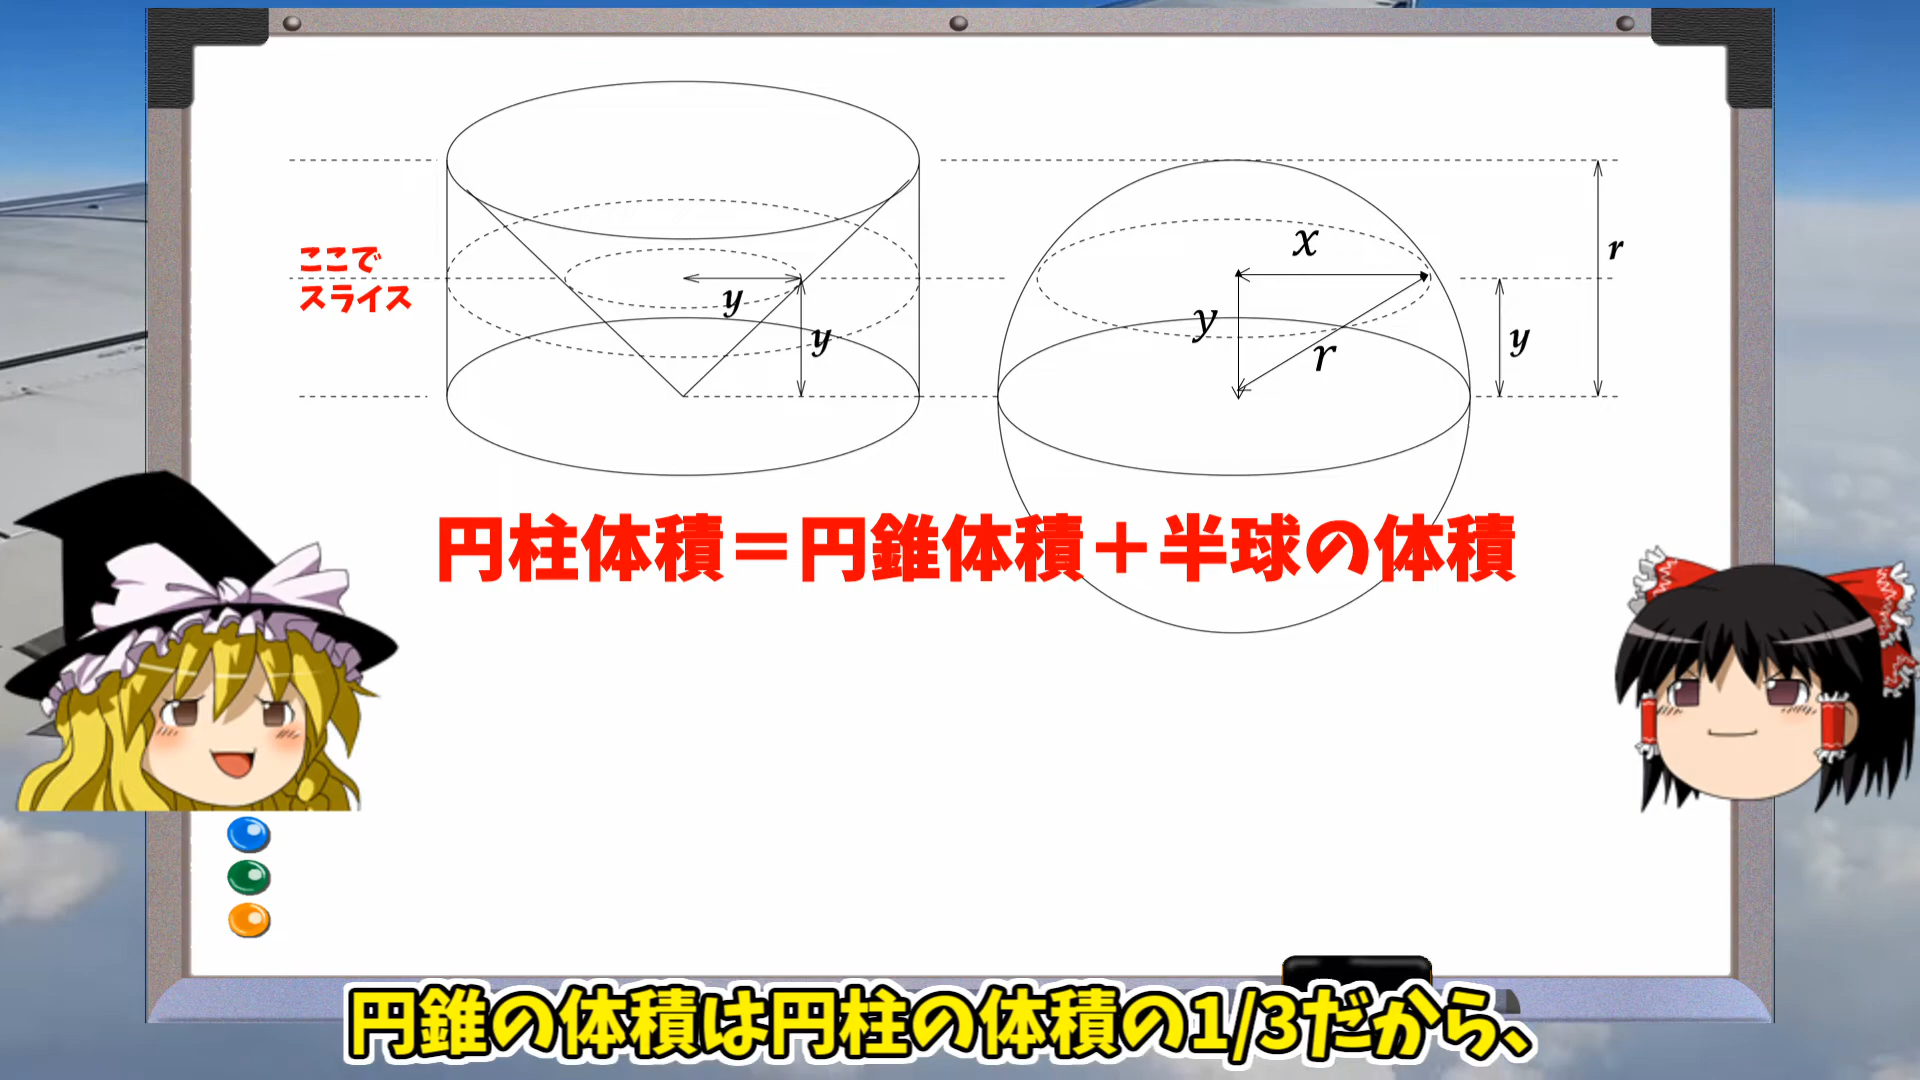 ここで
スライス
y
y
x
y
r
r
y
円柱体積＝円錐体積＋半球の体積
円錐の体積は円柱の体積の1/3だから、